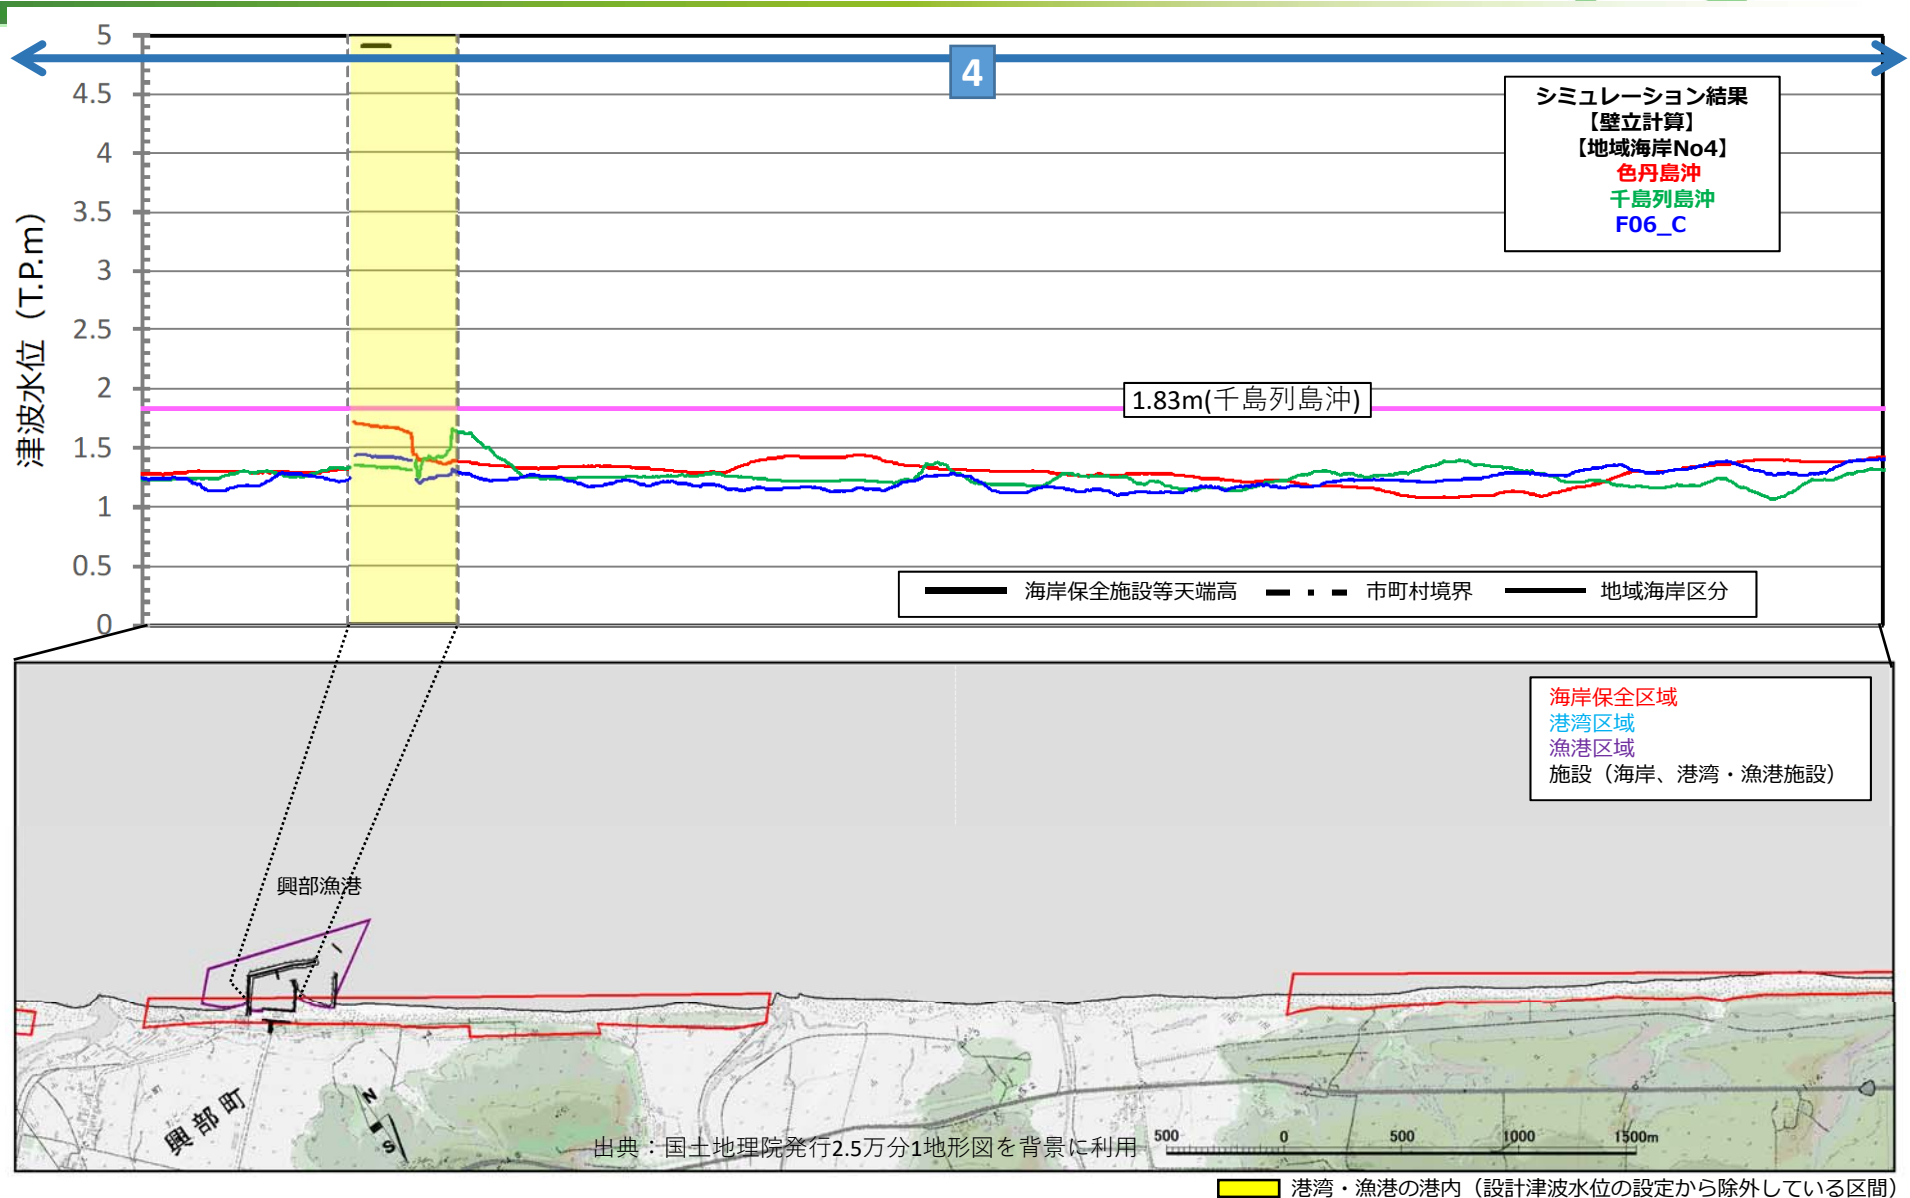 5
4.5
4
3.5
3
2.5
2
1.5
1
0.5
0
津波水位（T.P.m）
4
シミュレーション結果
【壁立計算】
【地域海岸No4】
色丹島沖
千島列島沖
F06_C
1.83m(千島列島沖)
海岸保全施設等天端高
市町村境界
地域海岸区分
海岸保全区域
港湾区域
漁港区域
施設（海岸、港湾・漁港施設）
興部漁港
興部町
N
S
出典：国土地理院発行2.5万分1地形図を背景に利用
500 0 500 1000 1500m
港湾・漁港の港内（設計津波水位の設定から除外している区間）